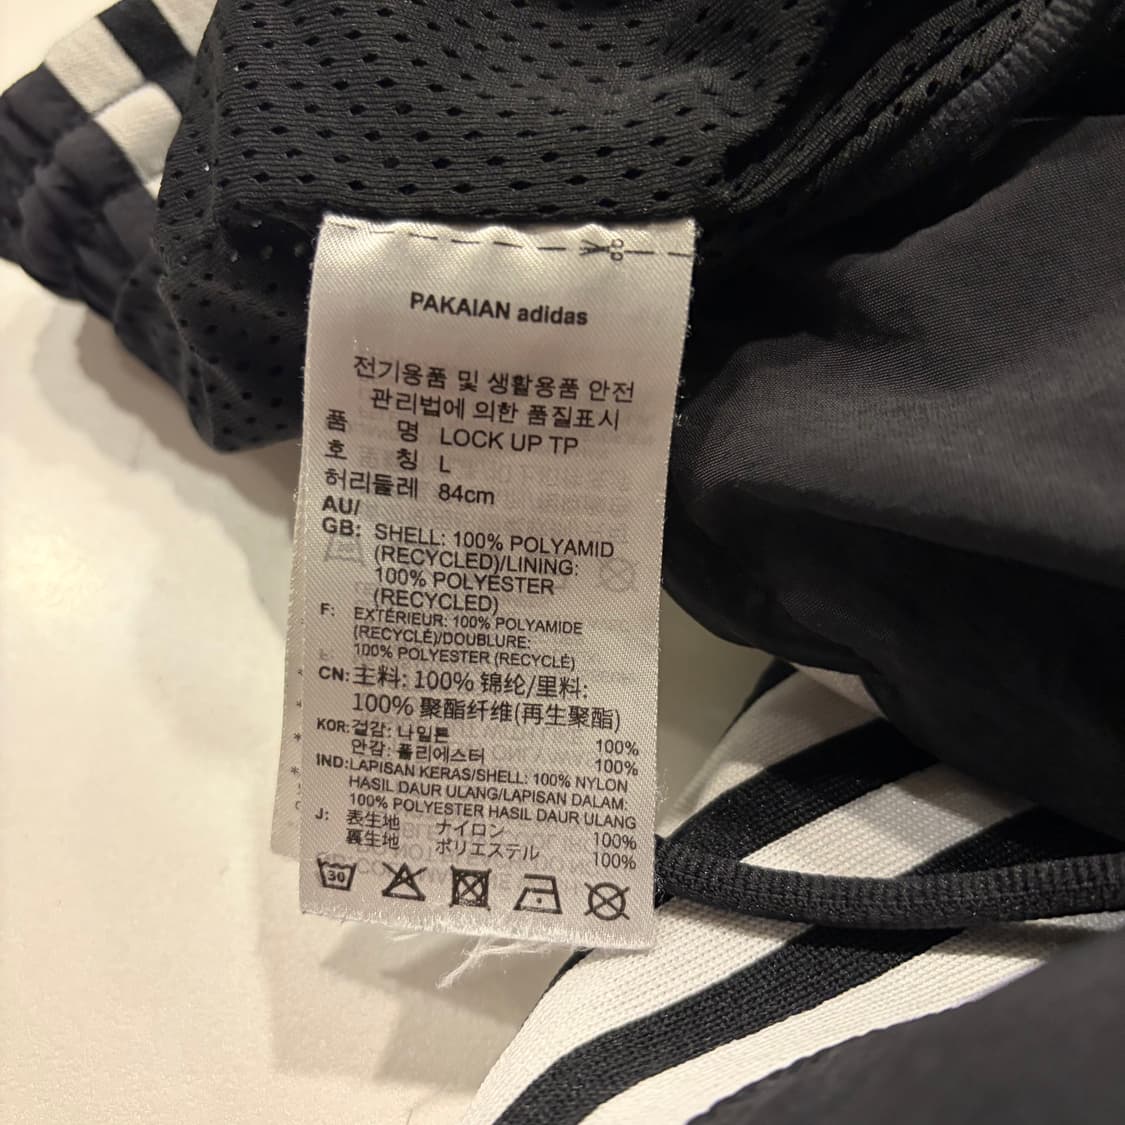 PAKAIAN adidas
전기용품 및 생활용품 안전
관리법에 의한 품질표시
품 명 LOCK UP TP
호 칭 L
허리들레 84cm
AU/
GB: SHELL: 100% POLYAMID
(RECYCLED)/LINING:
100% POLYESTER
(RECYCLED)
F: EXTÉRIEUR: 100% POLYAMIDE
(RECYCLÉ)/DOUBLURE:
100% POLYESTER (RECYCLÉ)
CN: 主料: 100% 锦纶/里料:
100% 聚酯纤维(再生聚酯)
KOR: 겉감: 나일론 100%
안감: 폴리에스터 100%
IND: LAPISAN KERAS/SHELL: 100% NYLON
HASIL DAUR ULANG/LAPISAN DALAM:
100% POLYESTER HASIL DAUR ULANG
J: 表生地 ナイロン 100%
裏生地 ポリエステル 100%
30